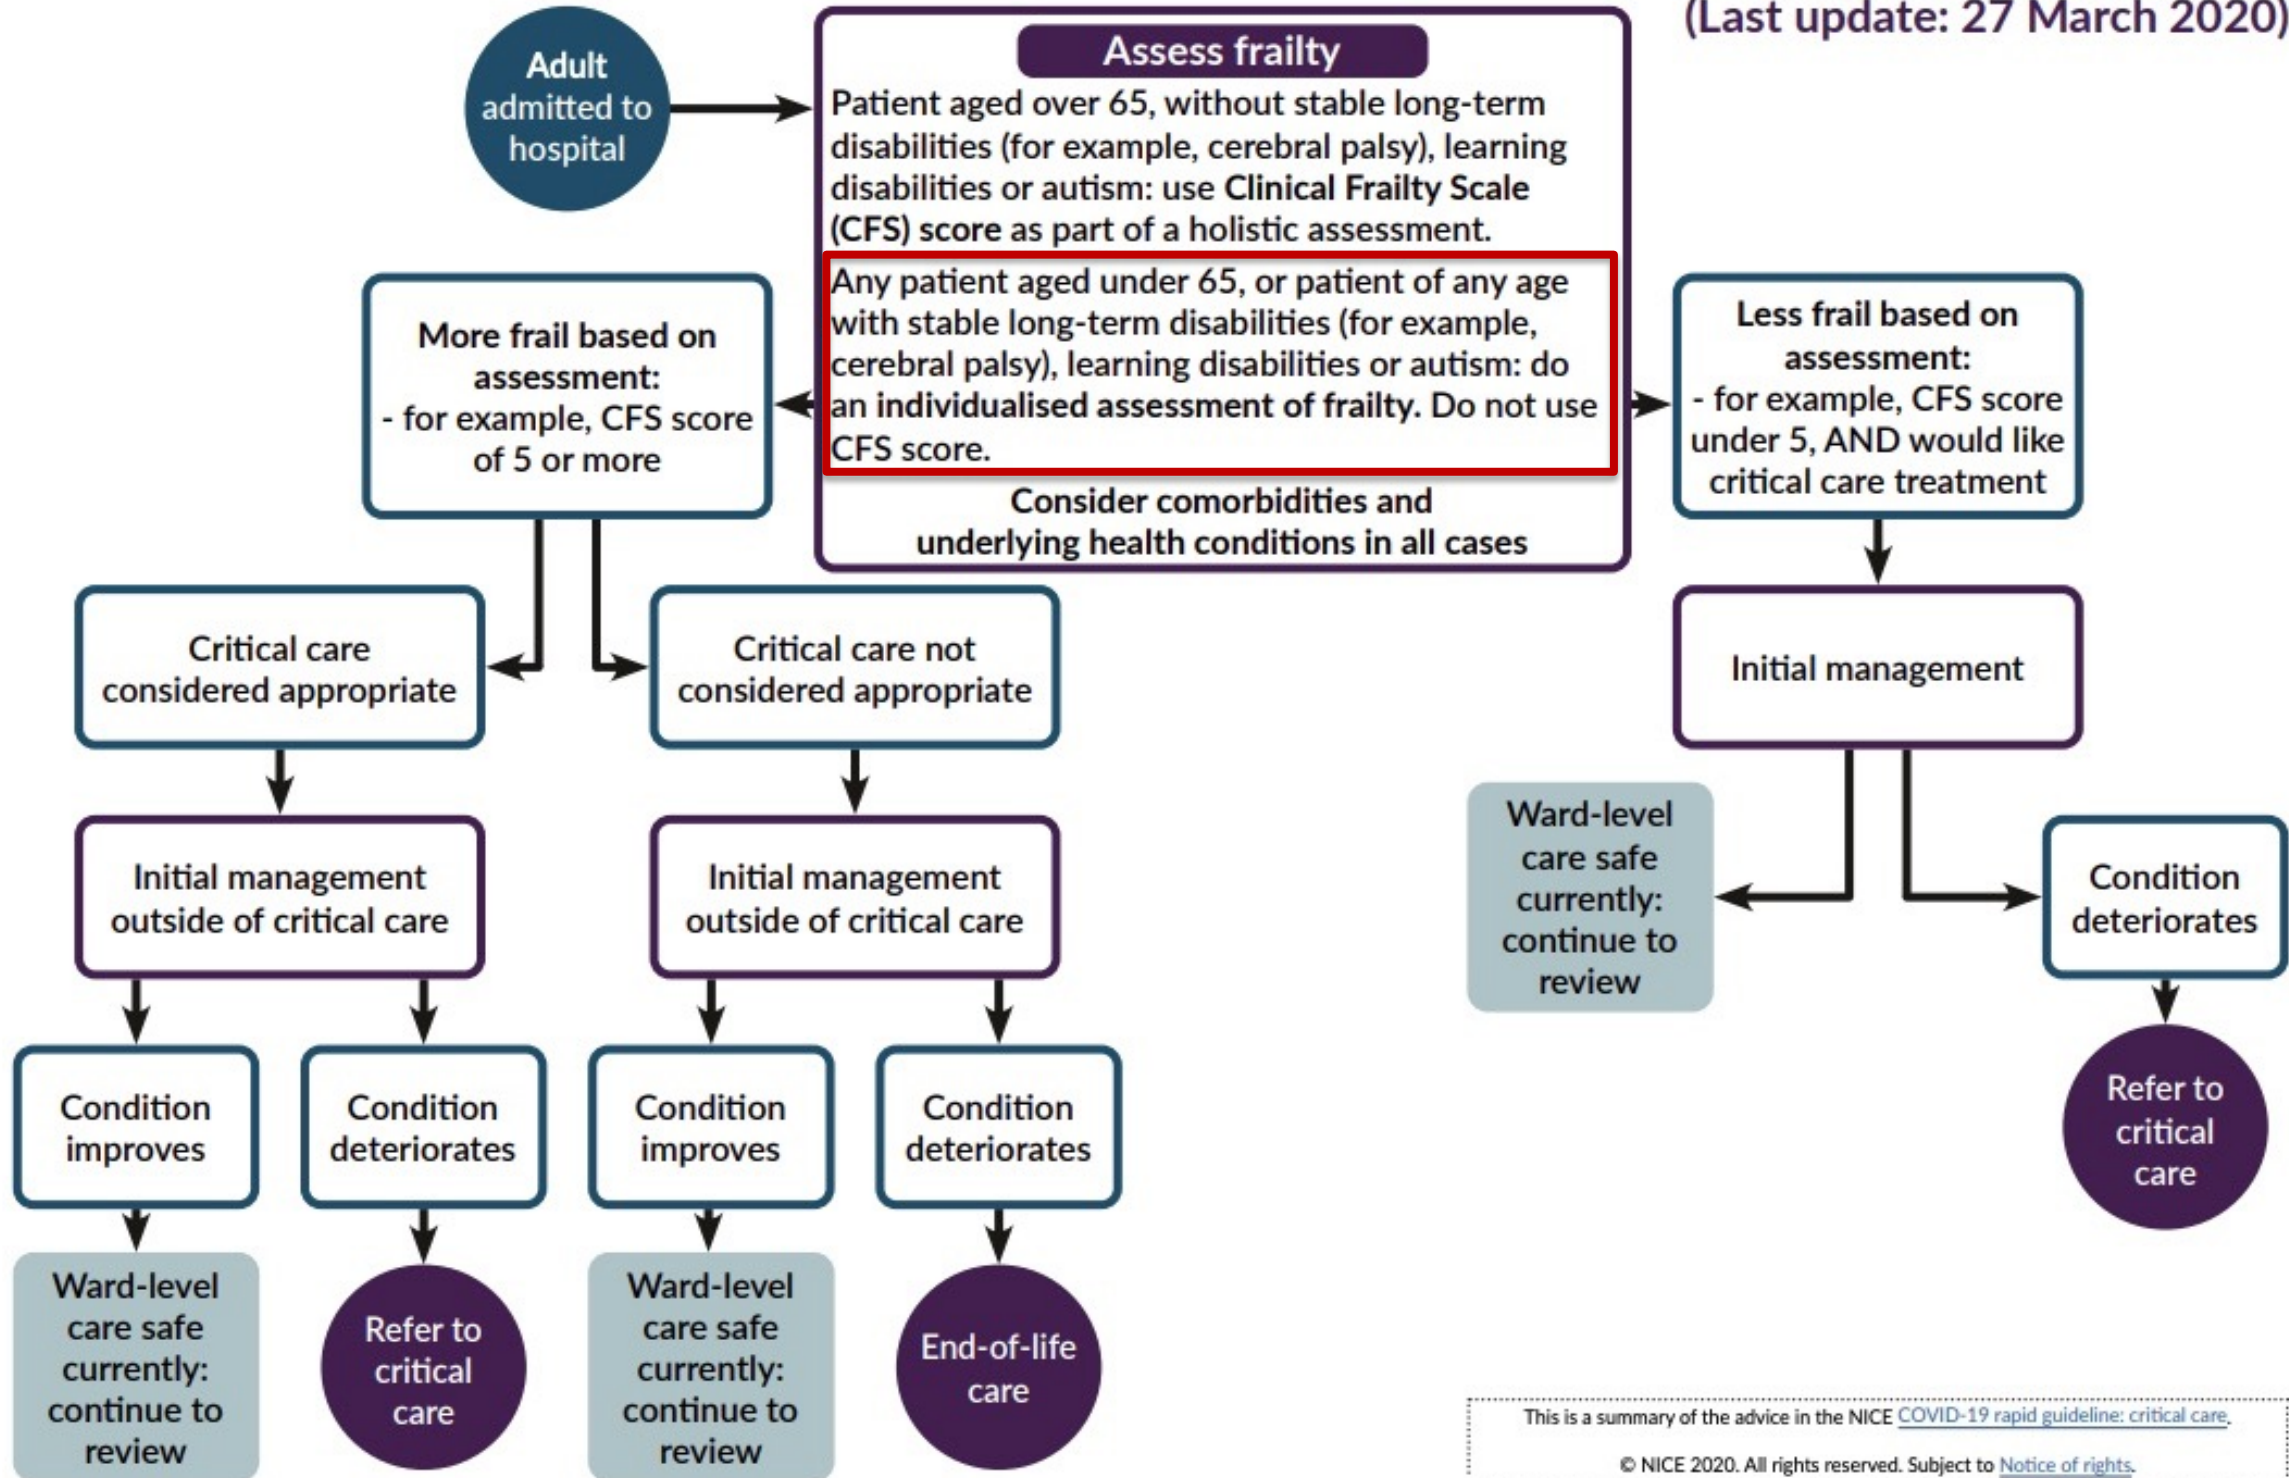 (Last update: 27 March 2020)
Adult
admitted to
hospital
Assess frailty
Patient aged over 65, without stable long-term
disabilities (for example, cerebral palsy), learning
disabilities or autism: use Clinical Frailty Scale
(CFS) score as part of a holistic assessment.
Any patient aged under 65, or patient of any age
with stable long-term disabilities (for example,
cerebral palsy), learning disabilities or autism: do
an individualised assessment of frailty. Do not use
CFS score.
Consider comorbidities and
underlying health conditions in all cases
More frail based on
assessment:
- for example, CFS score
of 5 or more
Less frail based on
assessment:
- for example, CFS score
under 5, AND would like
critical care treatment
Critical care
considered appropriate
Critical care not
considered appropriate
Initial management
Initial management
outside of critical care
Initial management
outside of critical care
Ward-level
care safe
currently:
continue to
review
Condition
deteriorates
Condition
improves
Condition
deteriorates
Condition
improves
Condition
deteriorates
Refer to
critical
care
Ward-level
care safe
currently:
continue to
review
Refer to
critical
care
Ward-level
care safe
currently:
continue to
review
End-of-life
care
This is a summary of the advice in the NICE COVID-19 rapid guideline: critical care.
© NICE 2020. All rights reserved. Subject to Notice of rights.